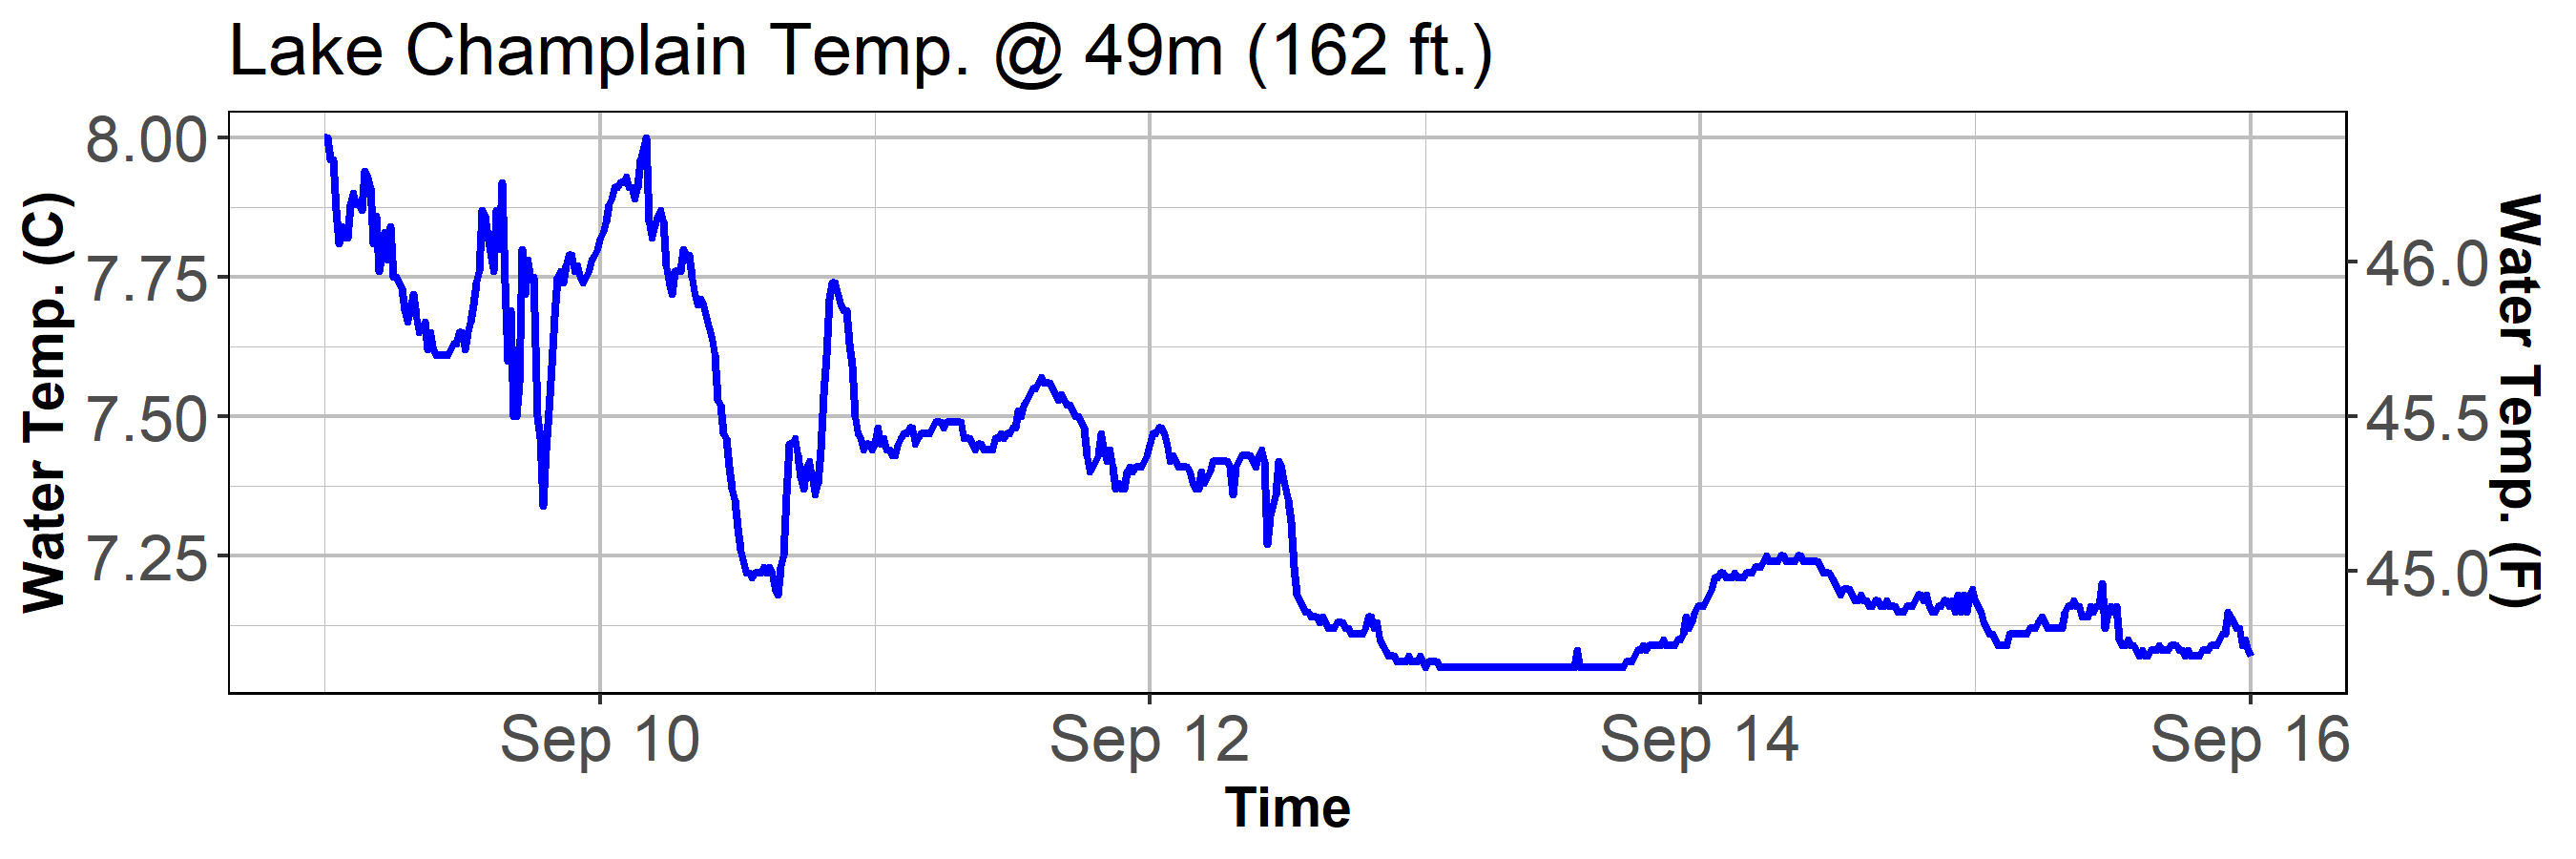 Lake Champlain Temp. @ 49m (162 ft.)
Water Temp. (C)
8.00
7.75
7.50
7.25
46.0
45.5
45.0
Water Temp. (F)
Sep 10 Sep 12 Sep 14 Sep 16
Time